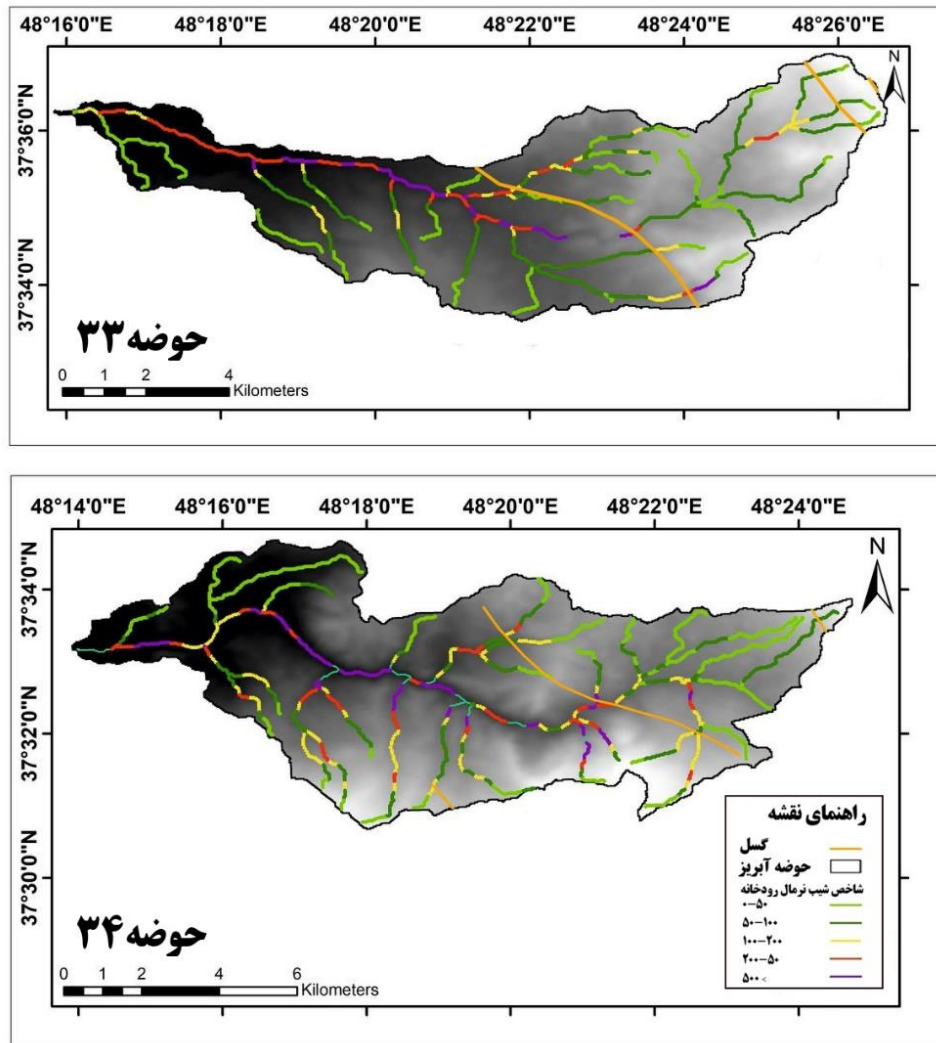 48°16'0"E 48°18'0"E 48°20'0"E 48°22'0"E 48°24'0"E 48°26'0"E
N
37°36'0"N
37°34'0"N
حوضه ۳۳
0 1 2 4
Kilometers
48°14'0"E 48°16'0"E 48°18'0"E 48°20'0"E 48°22'0"E 48°24'0"E
N
37°34'0"N
37°32'0"N
37°30'0"N
راهنمای نقشه
گسل
حوضه آبریز
شاخص شیب نرمال رودخانه
۰-۵۰
۵۰-۱۰۰
۱۰۰-۲۰۰
۲۰۰-۵۰
۵۰۰<
حوضه ۳۴
0 1 2 4 6
Kilometers